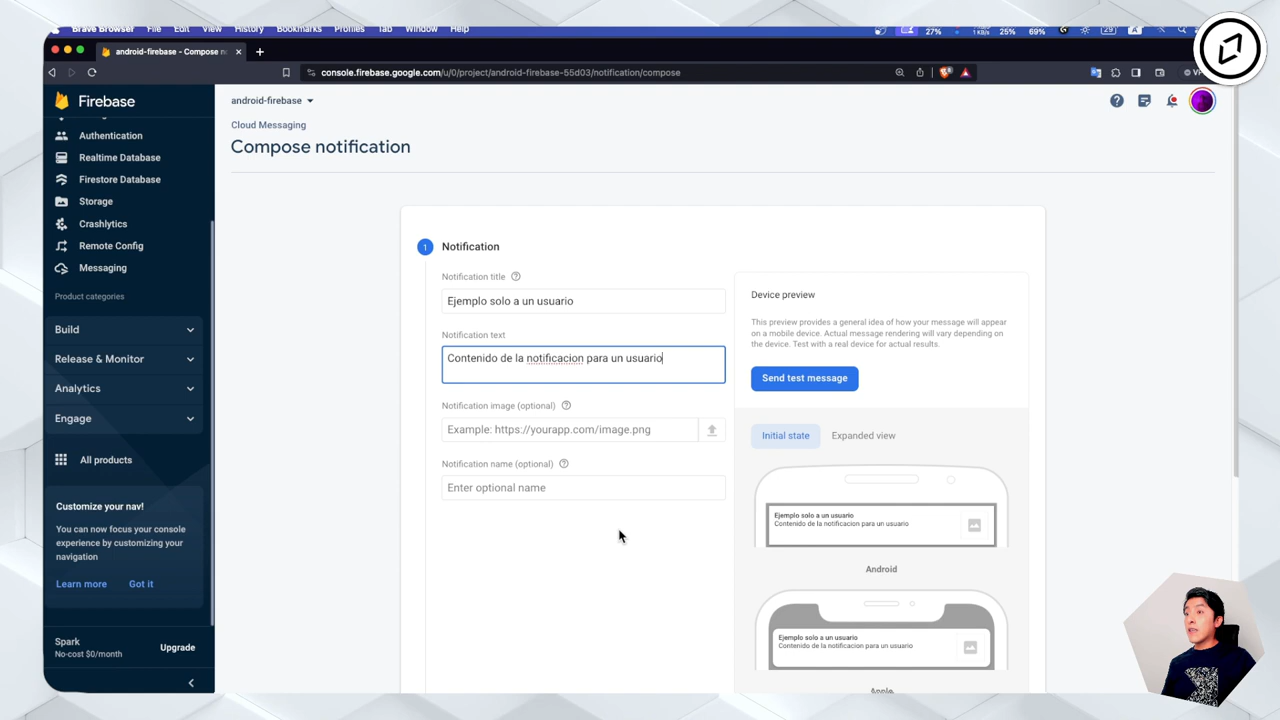 Brave Browser File Edit View History Bookmarks Profiles Tab Window Help
27% 1 KB/s 25% 69% 29
android-firebase - Compose n
console.firebase.google.com/u/0/project/android-firebase-55d03/notification/compose
Firebase
Authentication
Realtime Database
Firestore Database
Storage
Crashlytics
Remote Config
Messaging
Product categories
Build
Release & Monitor
Analytics
Engage
All products
Customize your nav!
You can now focus your console
experience by customizing your
navigation
Learn more Got it
Spark
No-cost $0/month
Upgrade
android-firebase
Cloud Messaging
Compose notification
1 Notification
Notification title
Ejemplo solo a un usuario
Notification text
Contenido de la notificacion para un usuario
Notification image (optional)
Example: https://yourapp.com/image.png
Notification name (optional)
Enter optional name
Device preview
This preview provides a general idea of how your message will appear
on a mobile device. Actual message rendering will vary depending on
the device. Test with a real device for actual results.
Send test message
Initial state Expanded view
Ejemplo solo a un usuario
Contenido de la notificacion para un usuario
Android
Ejemplo solo a un usuario
Contenido de la notificacion para un usuario
Apple